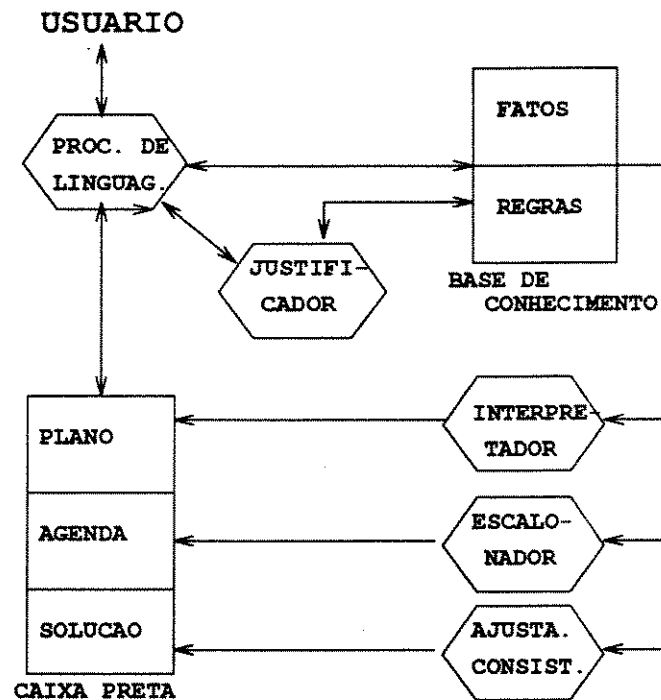 USUARIO
PROC. DE
LINGUAG.
FATOS
REGRAS
JUSTIFI-
CADOR
BASE DE
CONHECIMENTO
PLANO
INTERPRE-
TADOR
AGENDA
ESCALO-
NADOR
SOLUCAO
AJUSTA.
CONSIST.
CAIXA PRETA